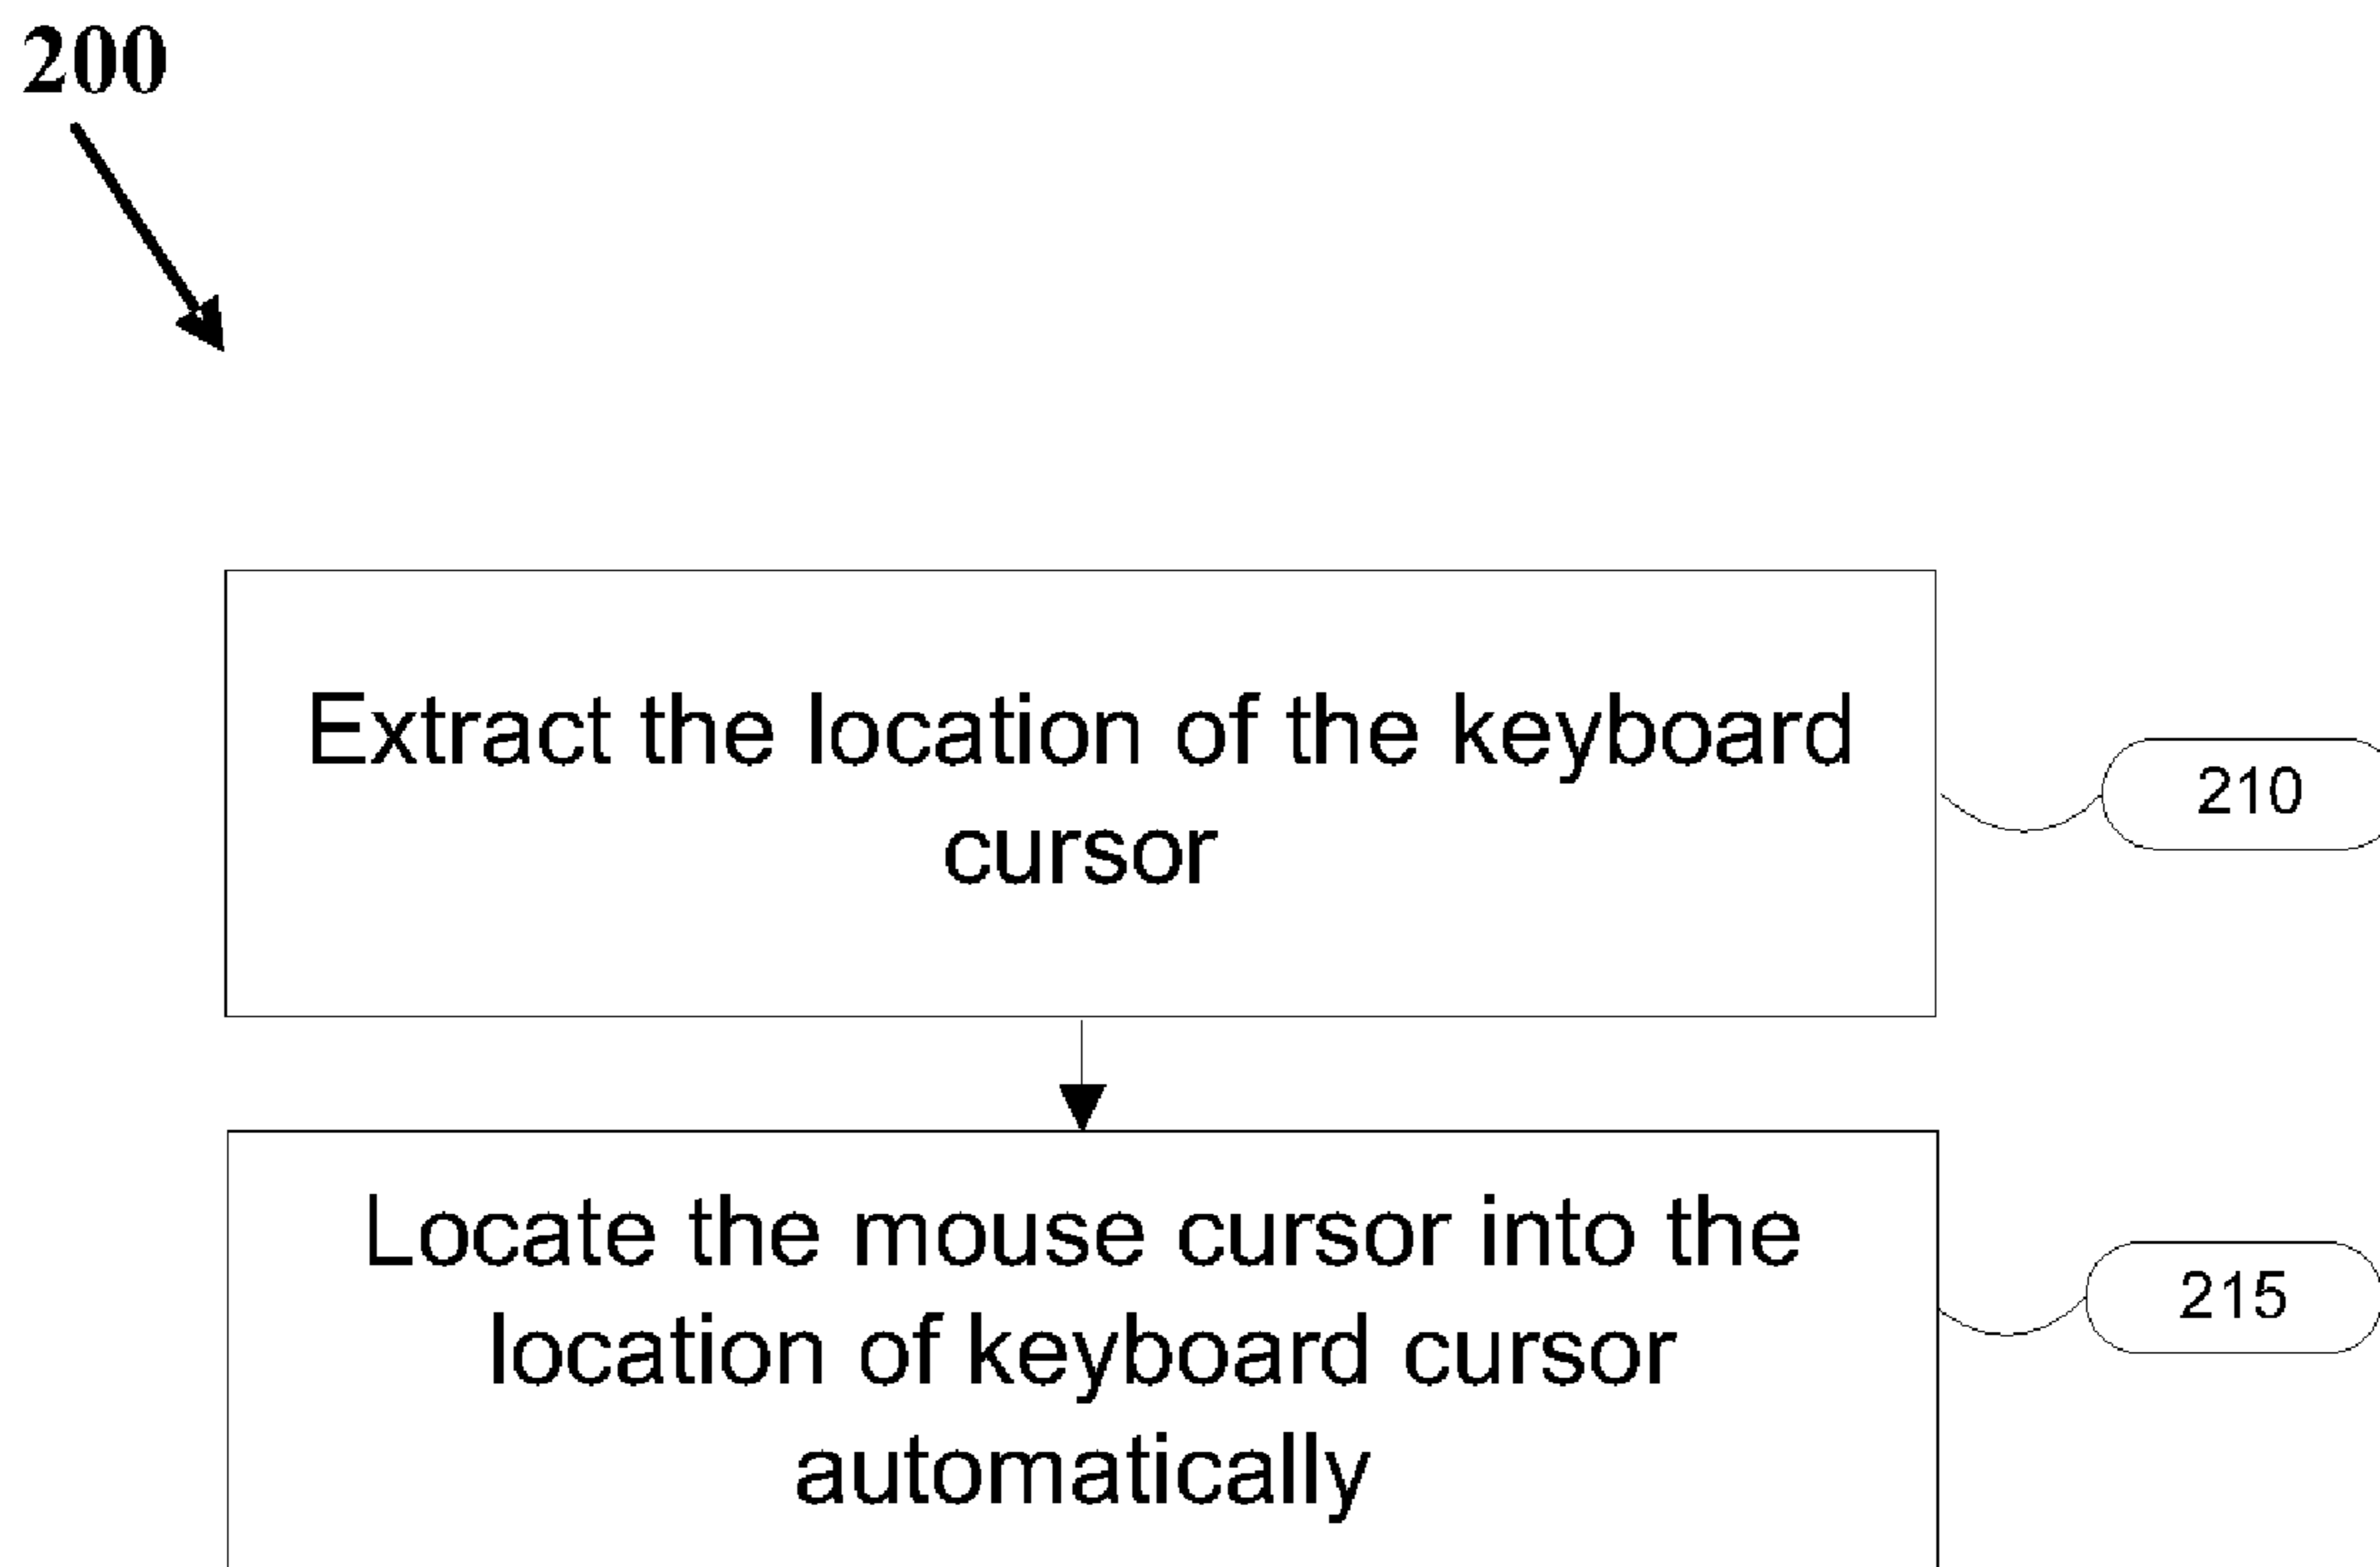 200
Extract the location of the keyboard
cursor
210
Locate the mouse cursor into the
location of keyboard cursor
automatically
215